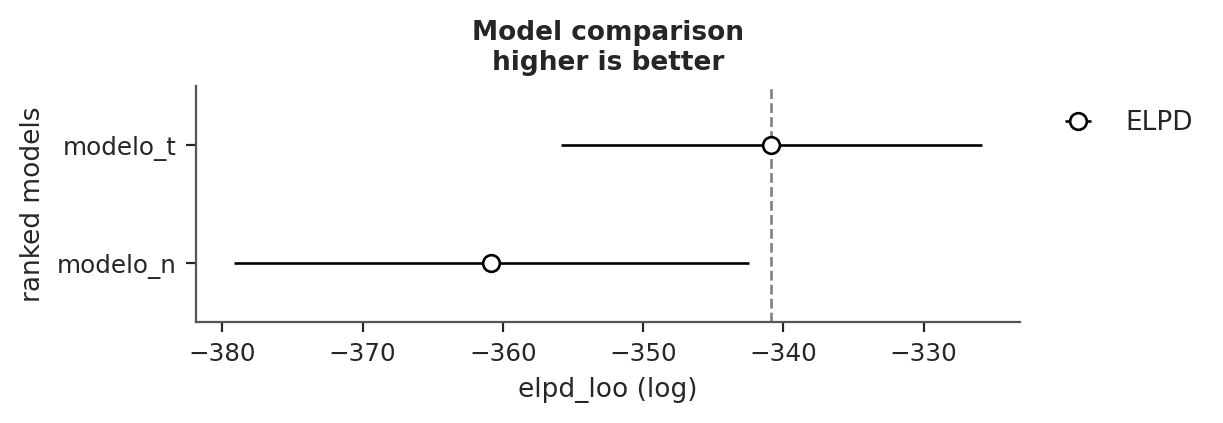 Model comparison
higher is better
ranked models
modelo_t
modelo_n
ELPD
−380
−370
−360
−350
−340
−330
elpd_loo (log)